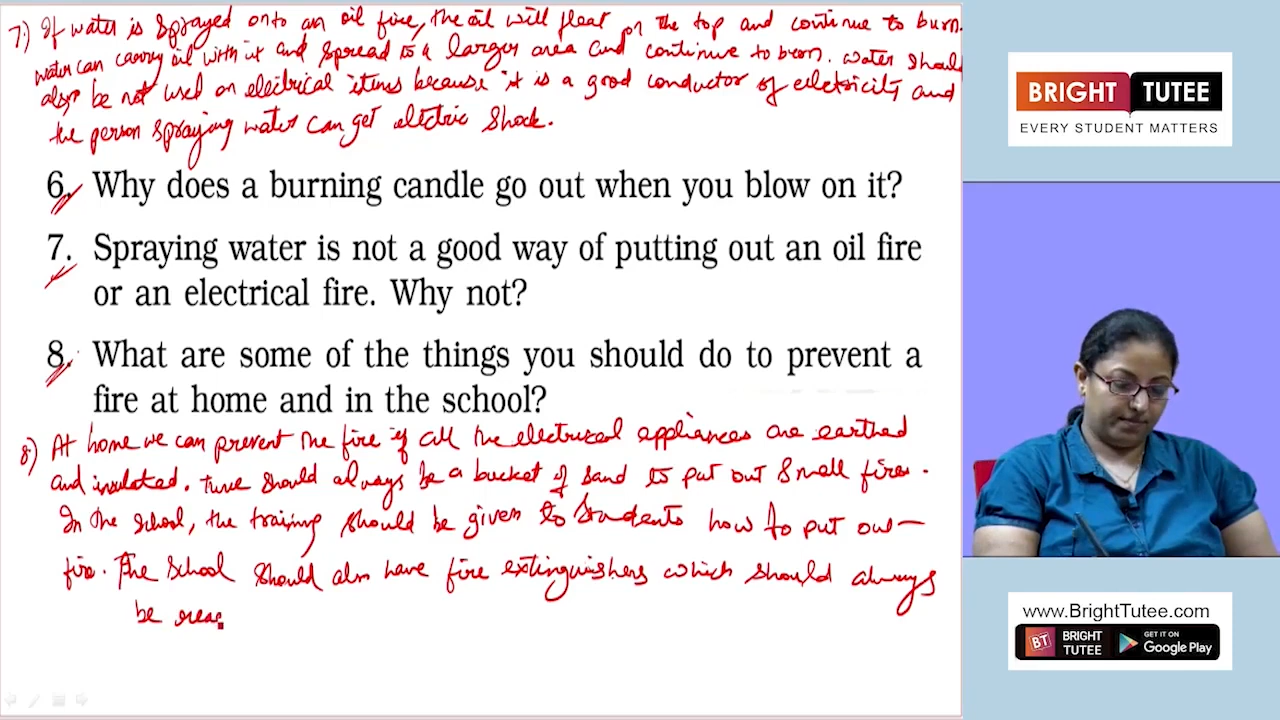 7.) If water is sprayed onto an oil fire, the oil will float on the top and continue to burn.
water can carry oil with it and spread to a larger area and continue to burn. water should
also be not used on electrical items because it is a good conductor of electricity and
the person spraying water can get electric shock.
6. Why does a burning candle go out when you blow on it?
7. Spraying water is not a good way of putting out an oil fire
or an electrical fire. Why not?
8. What are some of the things you should do to prevent a
fire at home and in the school?
8) At home we can prevent the fire if all the electrical appliances are earthed
and insulated. There should always be a bucket of sand to put out small fires.
In the school, the training should be given to students how to put out
fire. The school should also have fire extinguishers which should always
be reac
BRIGHT TUTEE
EVERY STUDENT MATTERS
www.BrightTutee.com
BT BRIGHT TUTEE
GET IT ON
Google Play